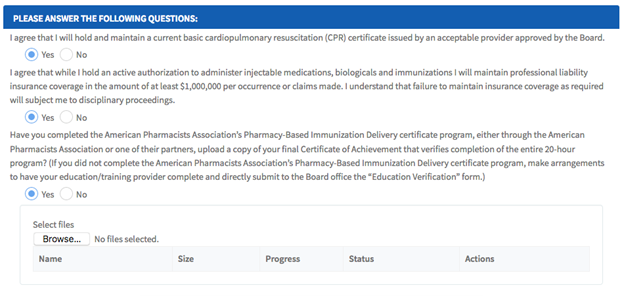 PLEASE ANSWER THE FOLLOWING QUESTIONS:
I agree that I will hold and maintain a current basic cardiopulmonary resuscitation (CPR) certificate issued by an acceptable provider approved by the Board.
Yes No
I agree that while I hold an active authorization to administer injectable medications, biologicals and immunizations I will maintain professional liability
insurance coverage in the amount of at least $1,000,000 per occurrence or claims made. I understand that failure to maintain insurance coverage as required
will subject me to disciplinary proceedings.
Yes No
Have you completed the American Pharmacists Association's Pharmacy-Based Immunization Delivery certificate program, either through the American
Pharmacists Association or one of their partners, upload a copy of your final Certificate of Achievement that verifies completion of the entire 20-hour
program? (If you did not complete the American Pharmacists Association's Pharmacy-Based Immunization Delivery certificate program, make arrangements
to have your education/training provider complete and directly submit to the Board office the "Education Verification" form.)
Yes No
Select files
Browse... No files selected.
Name Size Progress Status Actions